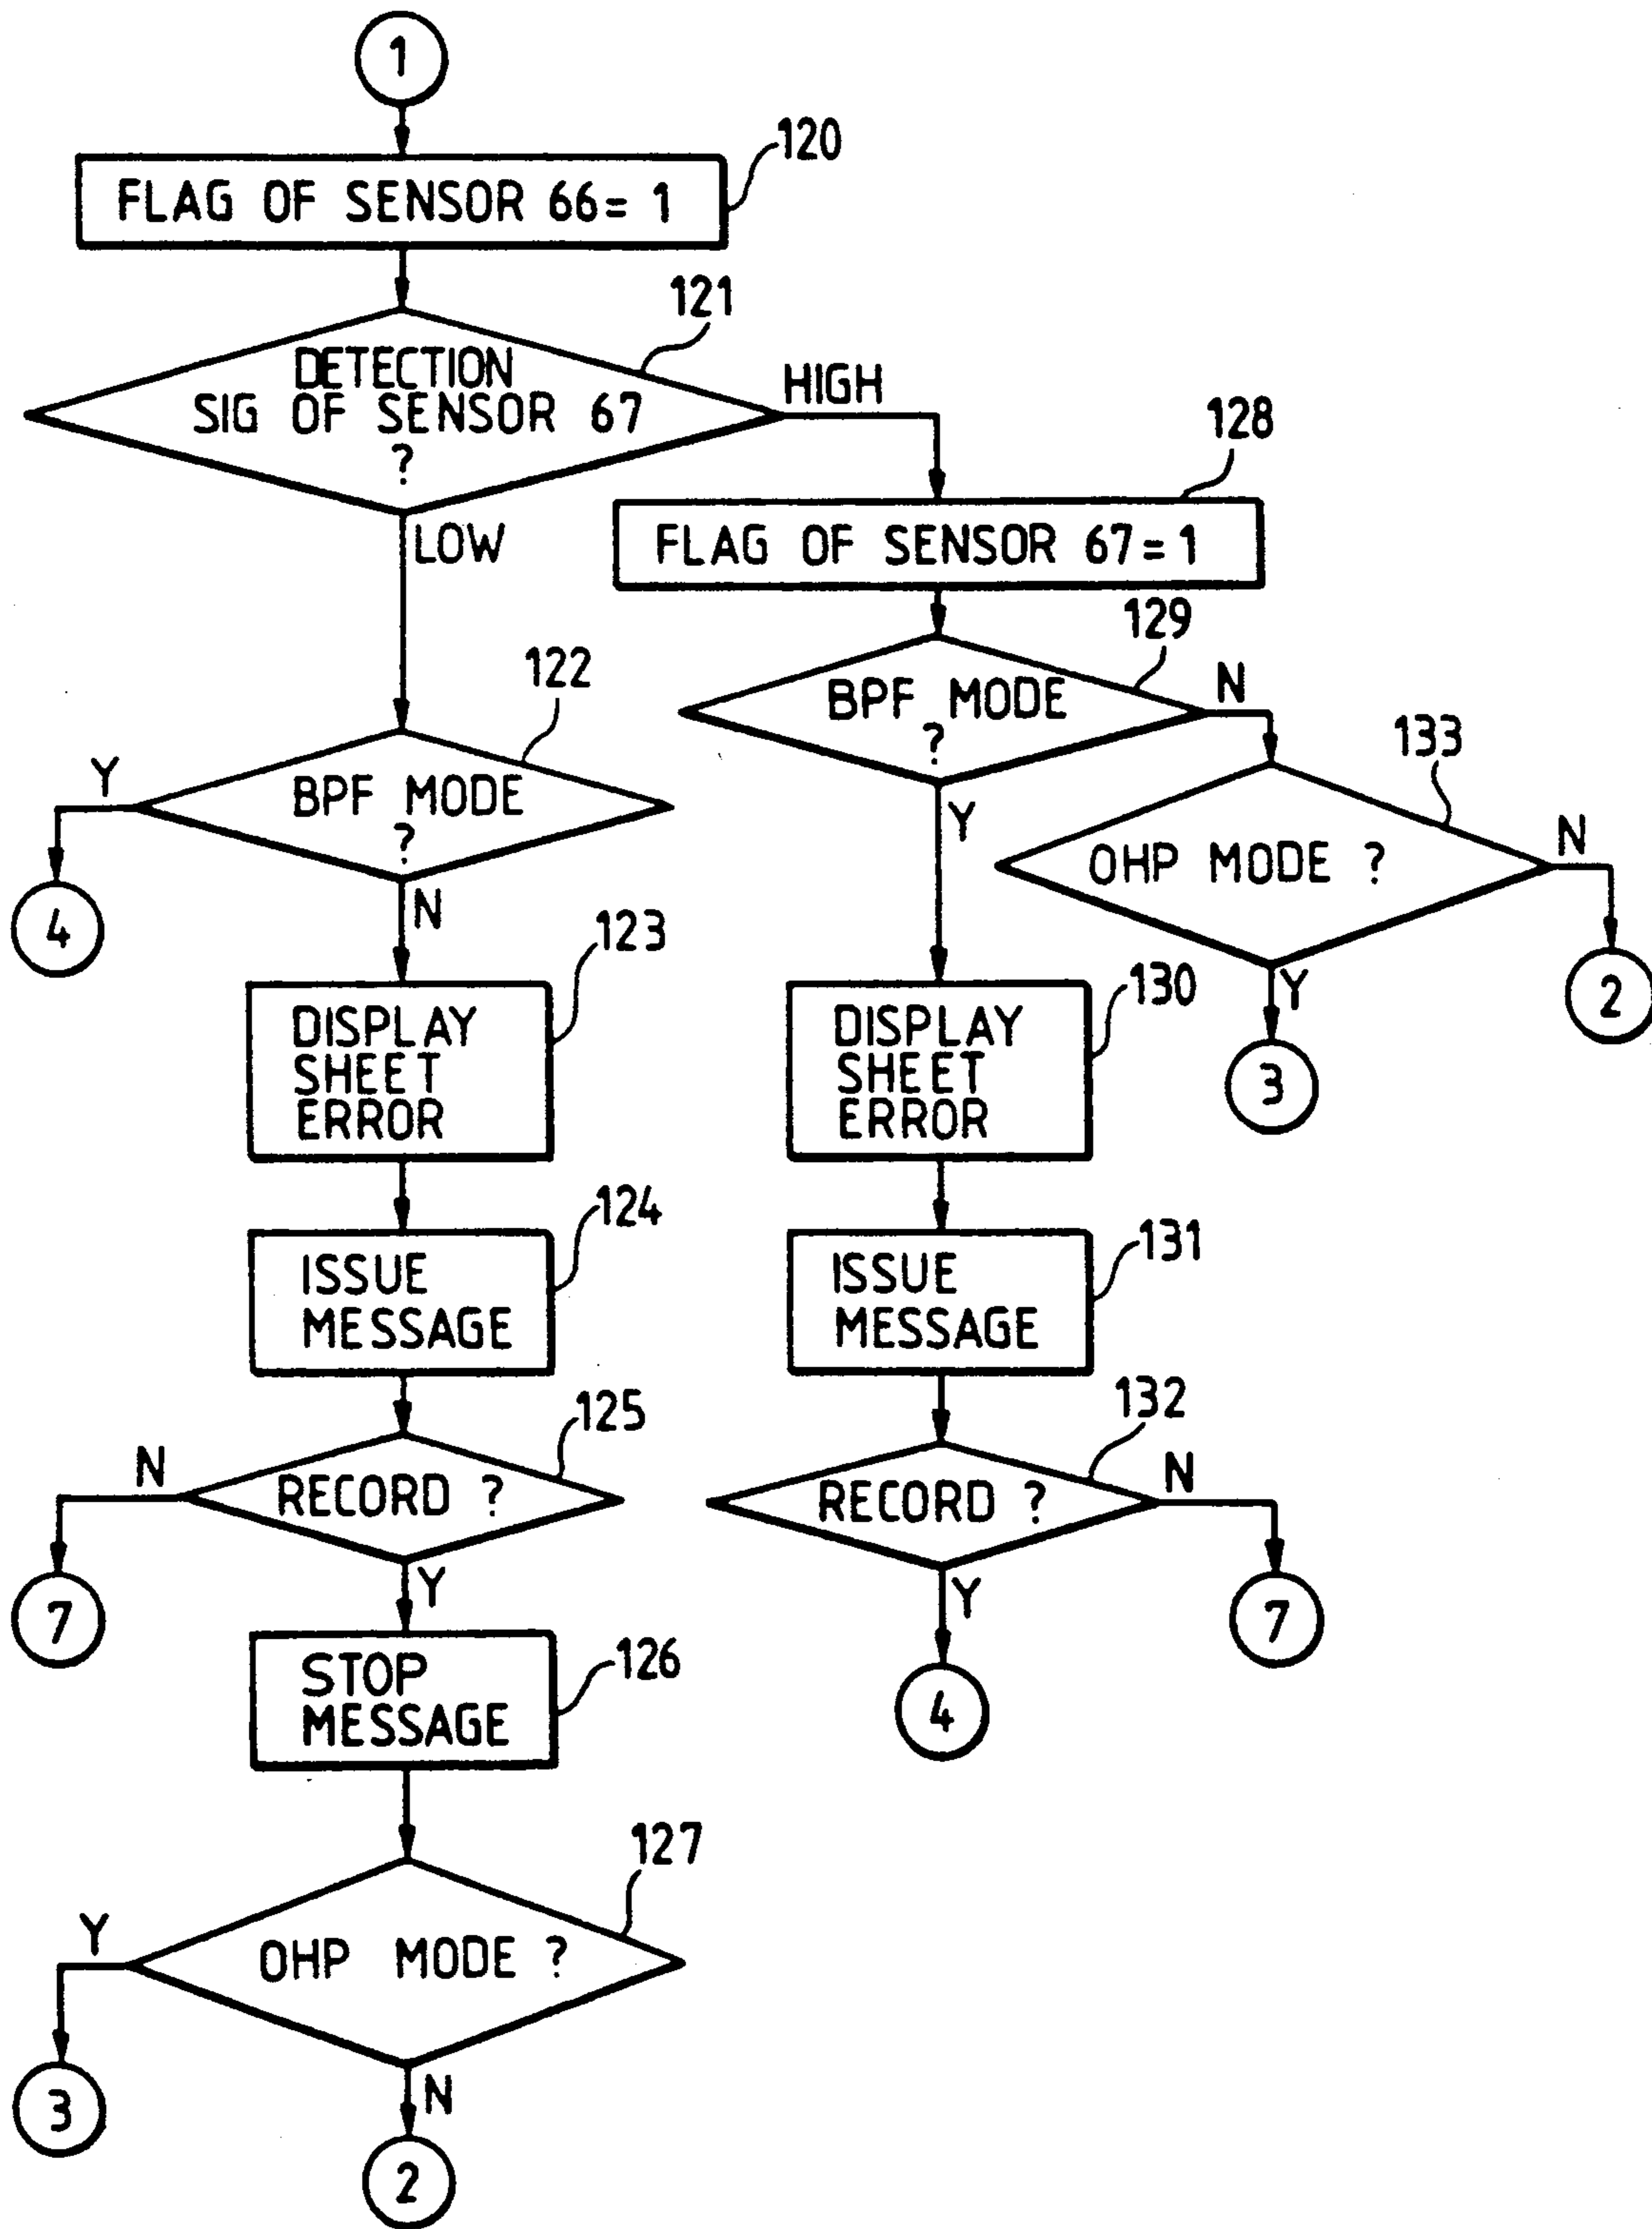 1
120
FLAG OF SENSOR 66 = 1
121
DETECTION
SIG OF SENSOR 67
?
HIGH
LOW
128
FLAG OF SENSOR 67 = 1
129
BPF MODE
?
N
Y
122
BPF MODE
?
Y
N
4
133
OHP MODE ?
N
Y
2
3
123
DISPLAY
SHEET
ERROR
130
DISPLAY
SHEET
ERROR
124
ISSUE
MESSAGE
131
ISSUE
MESSAGE
125
RECORD ?
N
Y
7
132
RECORD ?
N
Y
7
4
126
STOP
MESSAGE
127
OHP MODE ?
Y
N
3
2